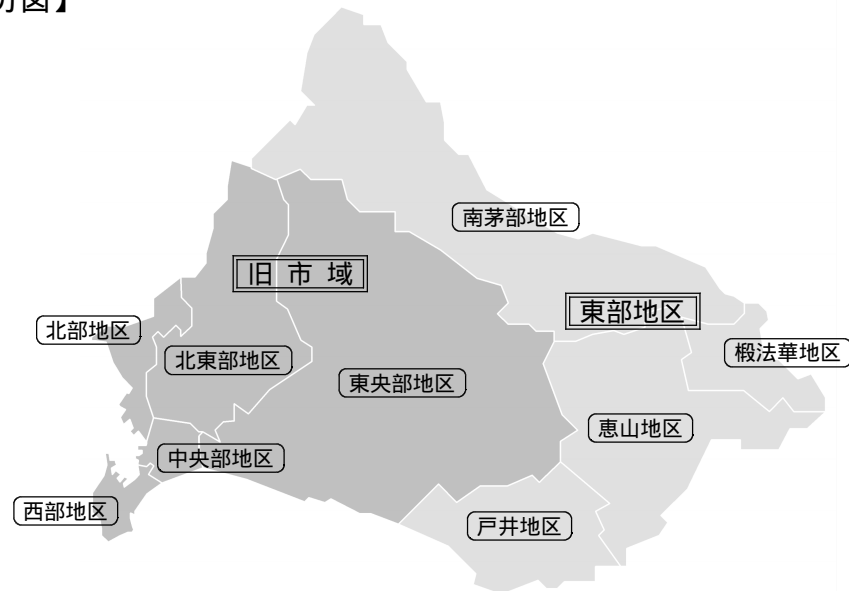 分図】
南茅部地区
旧市域
東部地区
北部地区
椴法華地区
北東部地区
東央部地区
恵山地区
中央部地区
西部地区
戸井地区